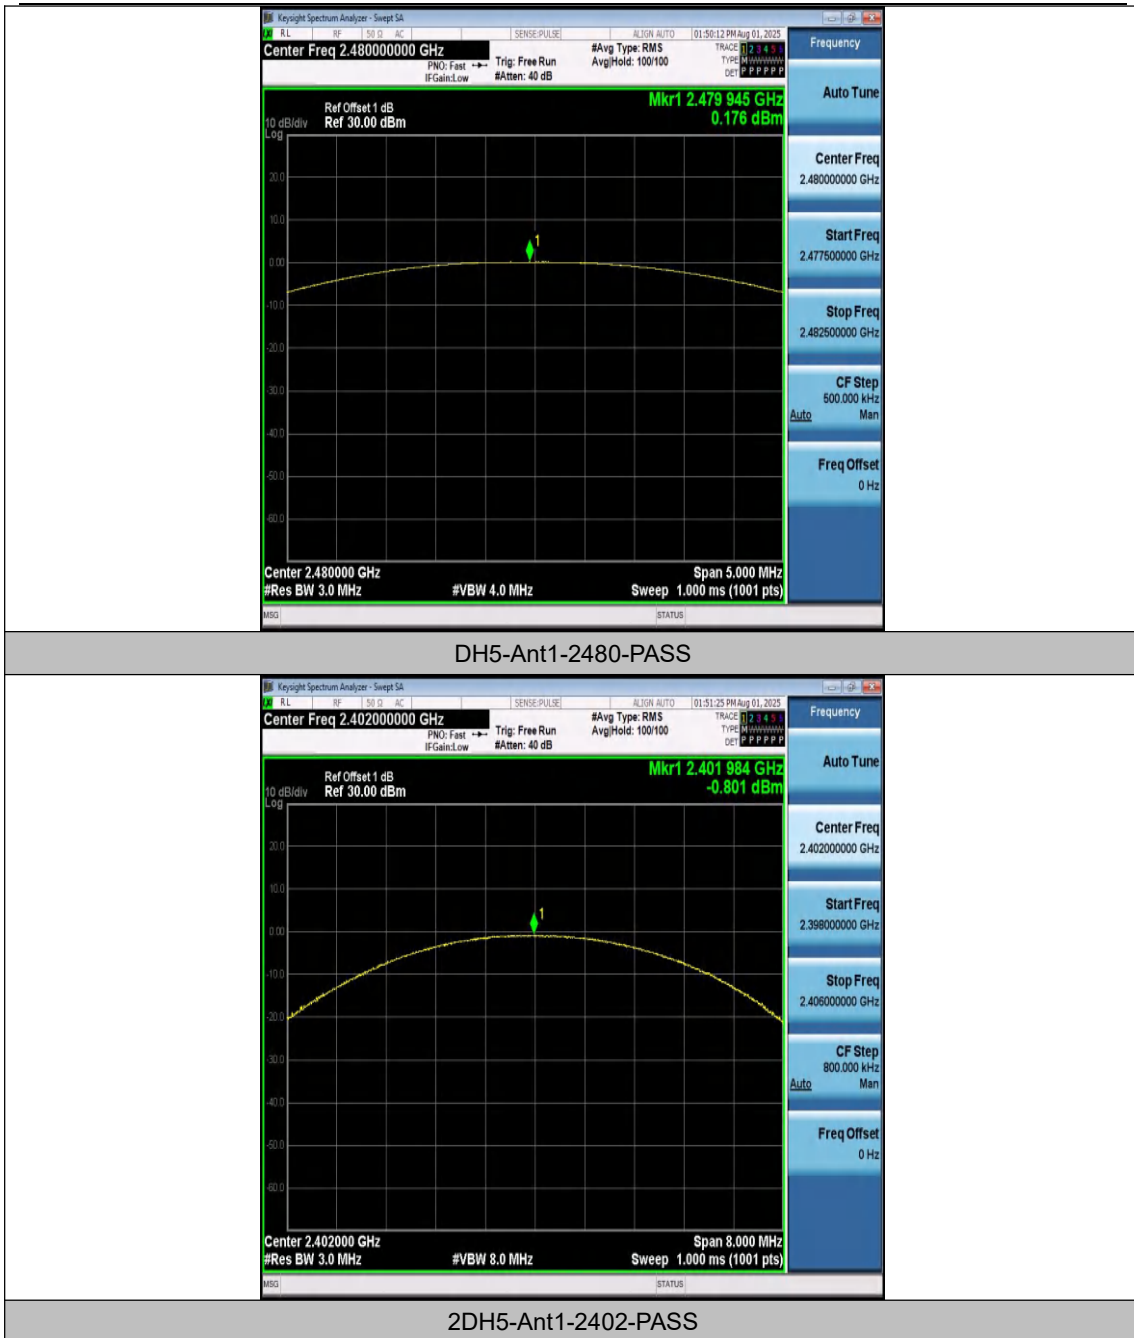 Keysight Spectrum Analyzer - Swept SA
RL RF 50 Ω AC SENSE:PULSE ALIGN AUTO 01:50:12 PM Aug 01, 2025
Center Freq 2.480000000 GHz #Avg Type: RMS TRACE 1 2 3 4 5 6
PNO: Fast Trig: Free Run Avg|Hold: 100/100 TYPE M WWWWW
IFGain:Low #Atten: 40 dB DET P P P P P P
Mkr1 2.479 945 GHz
0.176 dBm
Ref Offset 1 dB
10 dB/div Ref 30.00 dBm
Log
20.0
10.0
1
0.00
-10.0
-20.0
-30.0
-40.0
-50.0
-60.0
Center 2.480000 GHz Span 5.000 MHz
#Res BW 3.0 MHz #VBW 4.0 MHz Sweep 1.000 ms (1001 pts)
MSG STATUS
Frequency
Auto Tune
Center Freq
2.480000000 GHz
Start Freq
2.477500000 GHz
Stop Freq
2.482500000 GHz
CF Step
500.000 kHz
Auto Man
Freq Offset
0 Hz
DH5-Ant1-2480-PASS
Keysight Spectrum Analyzer - Swept SA
RL RF 50 Ω AC SENSE:PULSE ALIGN AUTO 01:51:25 PM Aug 01, 2025
Center Freq 2.402000000 GHz #Avg Type: RMS TRACE 1 2 3 4 5 6
PNO: Fast Trig: Free Run Avg|Hold: 100/100 TYPE M WWWWW
IFGain:Low #Atten: 40 dB DET P P P P P P
Mkr1 2.401 984 GHz
-0.801 dBm
Ref Offset 1 dB
10 dB/div Ref 30.00 dBm
Log
20.0
10.0
1
0.00
-10.0
-20.0
-30.0
-40.0
-50.0
-60.0
Center 2.402000 GHz Span 8.000 MHz
#Res BW 3.0 MHz #VBW 8.0 MHz Sweep 1.000 ms (1001 pts)
MSG STATUS
Frequency
Auto Tune
Center Freq
2.402000000 GHz
Start Freq
2.398000000 GHz
Stop Freq
2.406000000 GHz
CF Step
800.000 kHz
Auto Man
Freq Offset
0 Hz
2DH5-Ant1-2402-PASS